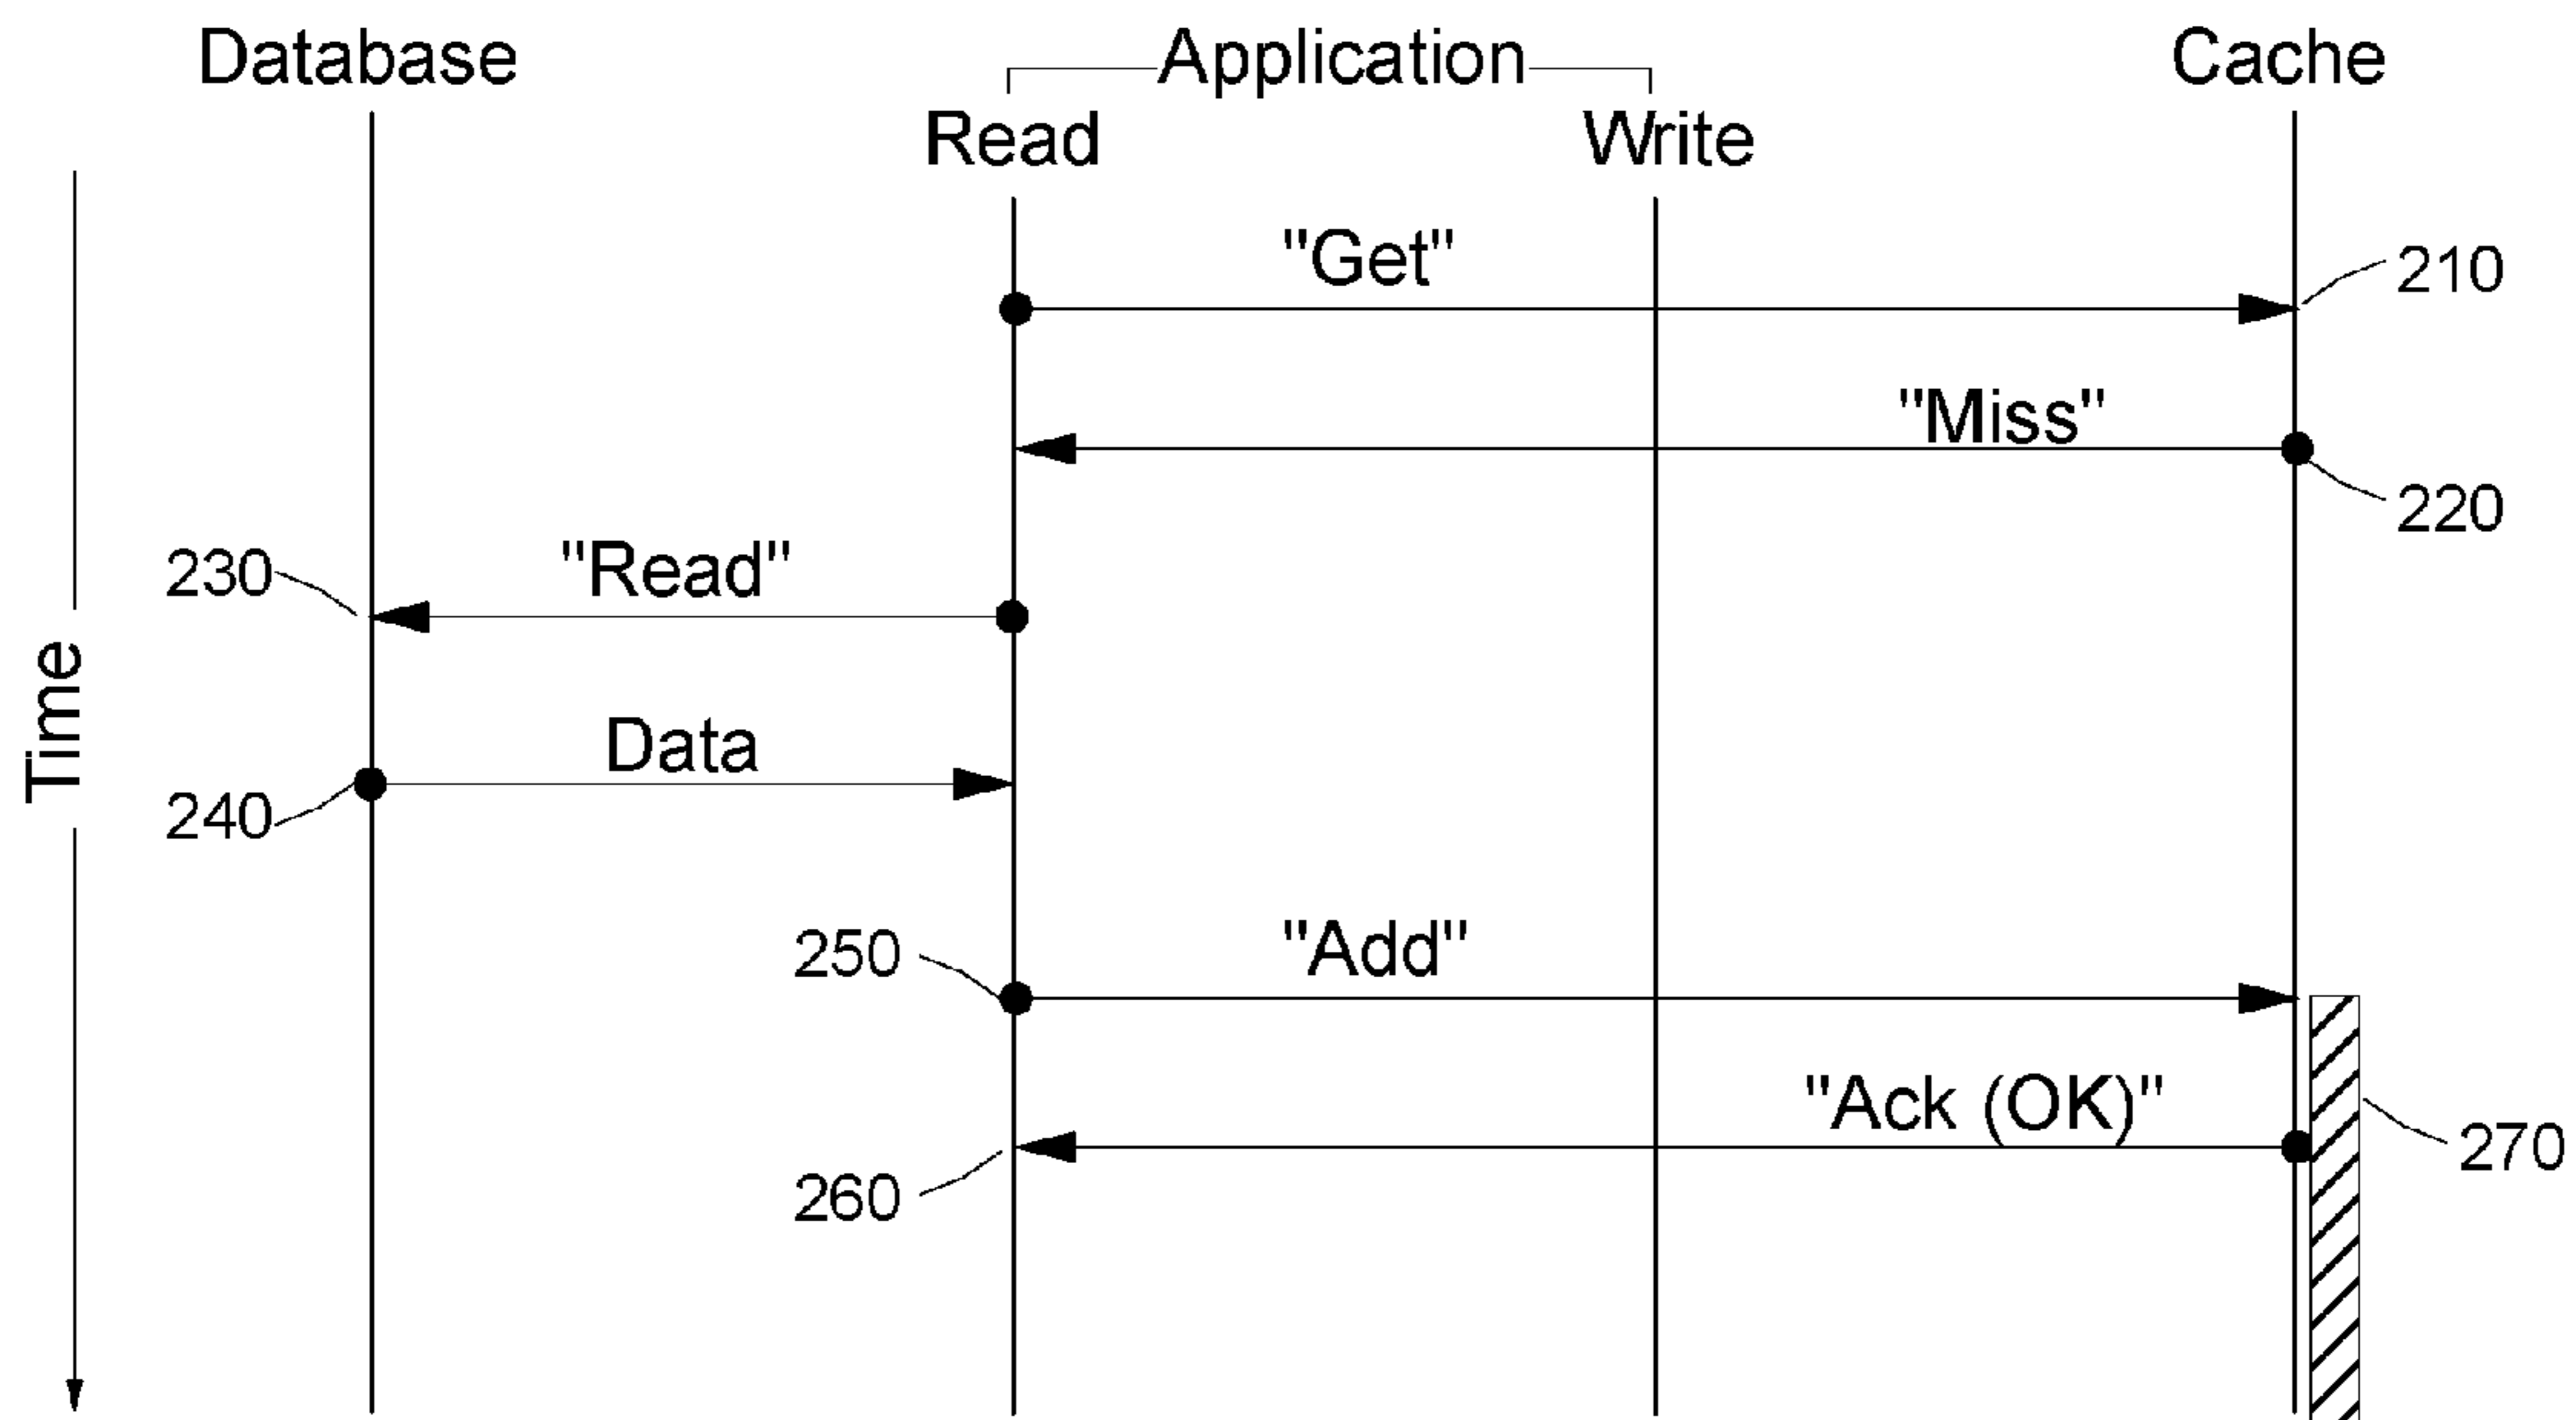 Database
Application
Cache
Read
Write
"Get"
210
"Miss"
220
230
"Read"
Time
Data
240
250
"Add"
"Ack (OK)"
260
270